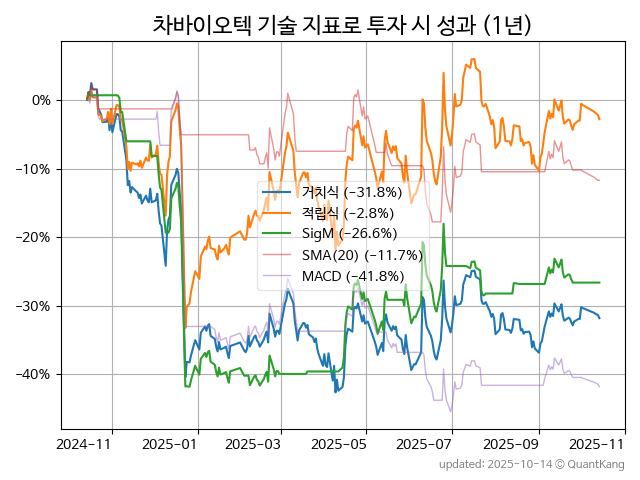 차바이오텍 기술 지표로 투자 시 성과 (1년)
0%
−10%
−20%
−30%
−40%
거치식 (−31.8%)
적립식 (−2.8%)
SigM (−26.6%)
SMA(20) (−11.7%)
MACD (−41.8%)
2024-11
2025-01
2025-03
2025-05
2025-07
2025-09
2025-11
updated: 2025-10-14 © QuantKang